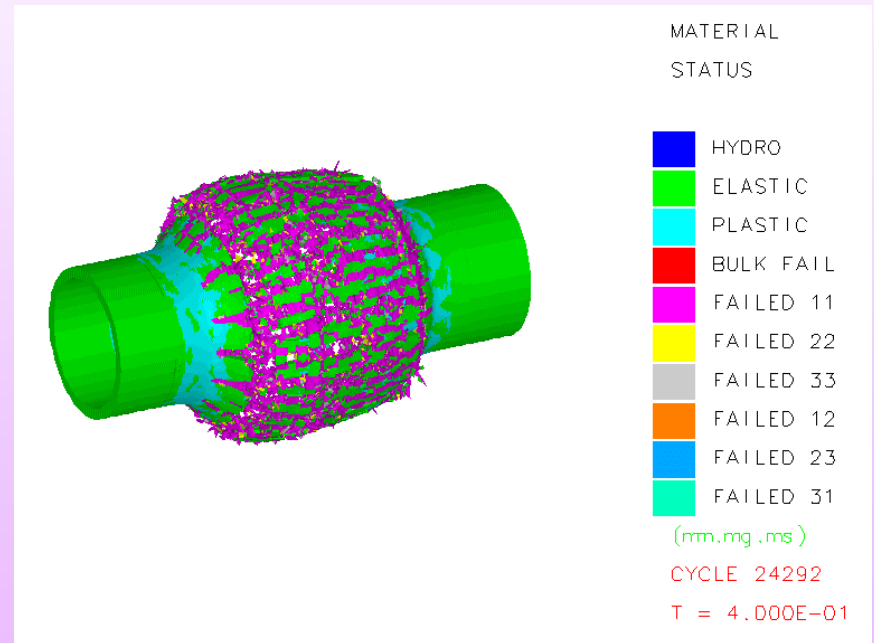 MATERIAL
STATUS
HYDRO
ELASTIC
PLASTIC
BULK FAIL
FAILED 11
FAILED 22
FAILED 33
FAILED 12
FAILED 23
FAILED 31
(mm.mg.ms)
CYCLE 24292
T = 4.000E-01